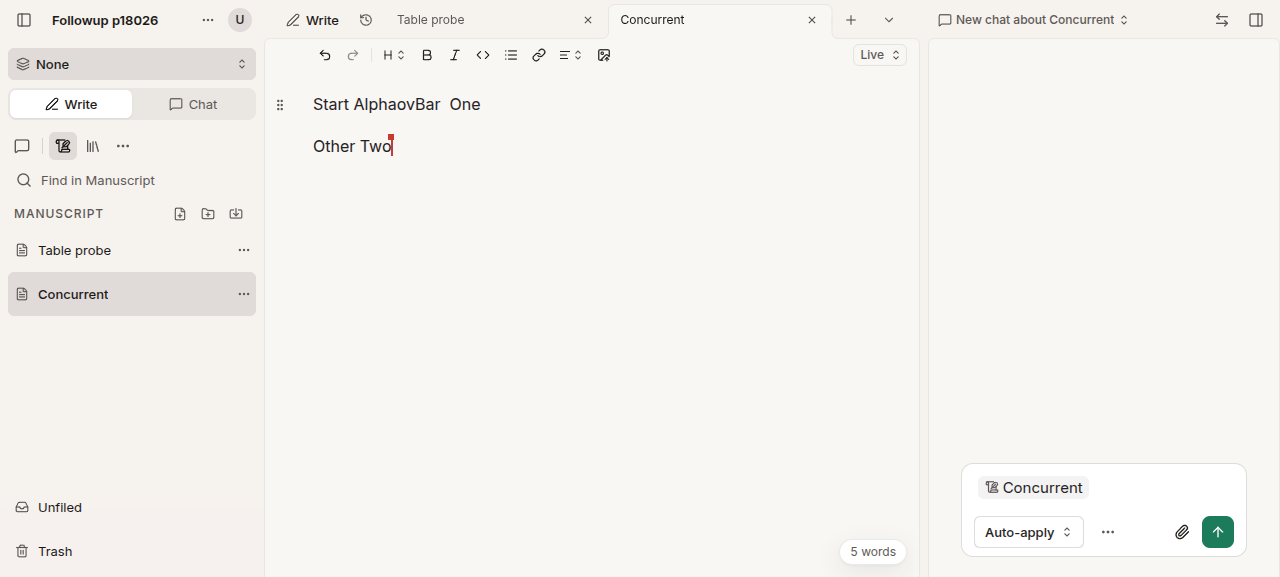 Followup p18026
U
None
Write
Chat
Find in Manuscript
MANUSCRIPT
Table probe
Concurrent
Unfiled
Trash
Write
Table probe
Concurrent
H
B
I
Live
Start AlphaovBar  One
Other Two
5 words
New chat about Concurrent
Concurrent
Auto-apply